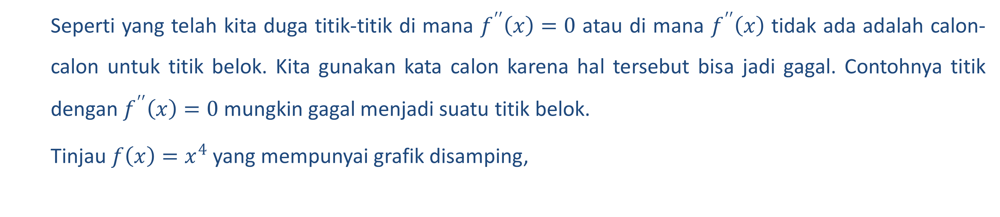 Seperti yang telah kita duga titik-titik di mana f″(x) = 0 atau di mana f″(x) tidak ada adalah calon-
calon untuk titik belok. Kita gunakan kata calon karena hal tersebut bisa jadi gagal. Contohnya titik
dengan f″(x) = 0 mungkin gagal menjadi suatu titik belok.
Tinjau f(x) = x⁴ yang mempunyai grafik disamping,